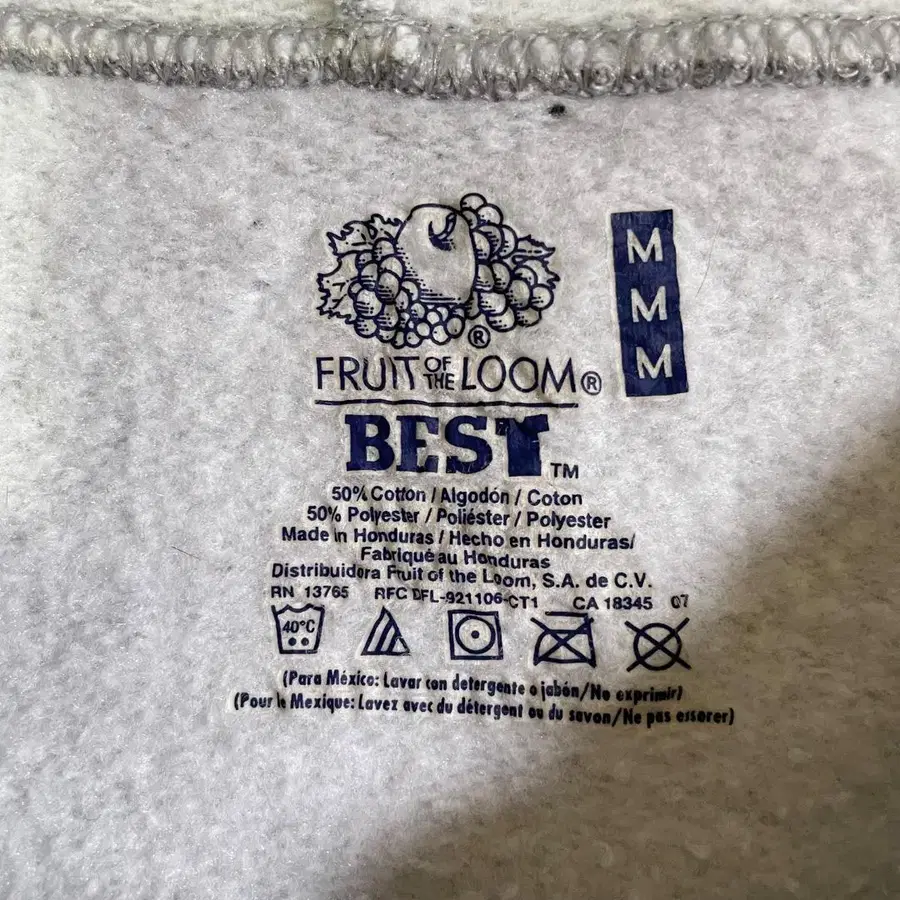 ®
FRUIT OF THE LOOM®
BEST™
M
M
M
50% Cotton / Algodón / Coton
50% Polyester / Poliéster / Polyester
Made in Honduras / Hecho en Honduras/
Fabriqué au Honduras
Distribuidora Fruit of the Loom, S.A. de C.V.
RN 13765 RFC DFL-921106-CT1 CA 18345 07
40°C
(Para México: Lavar con detergente o jabón/No exprimir)
(Pour le Mexique: Lavez avec du détergent ou du savon/Ne pas essorer)